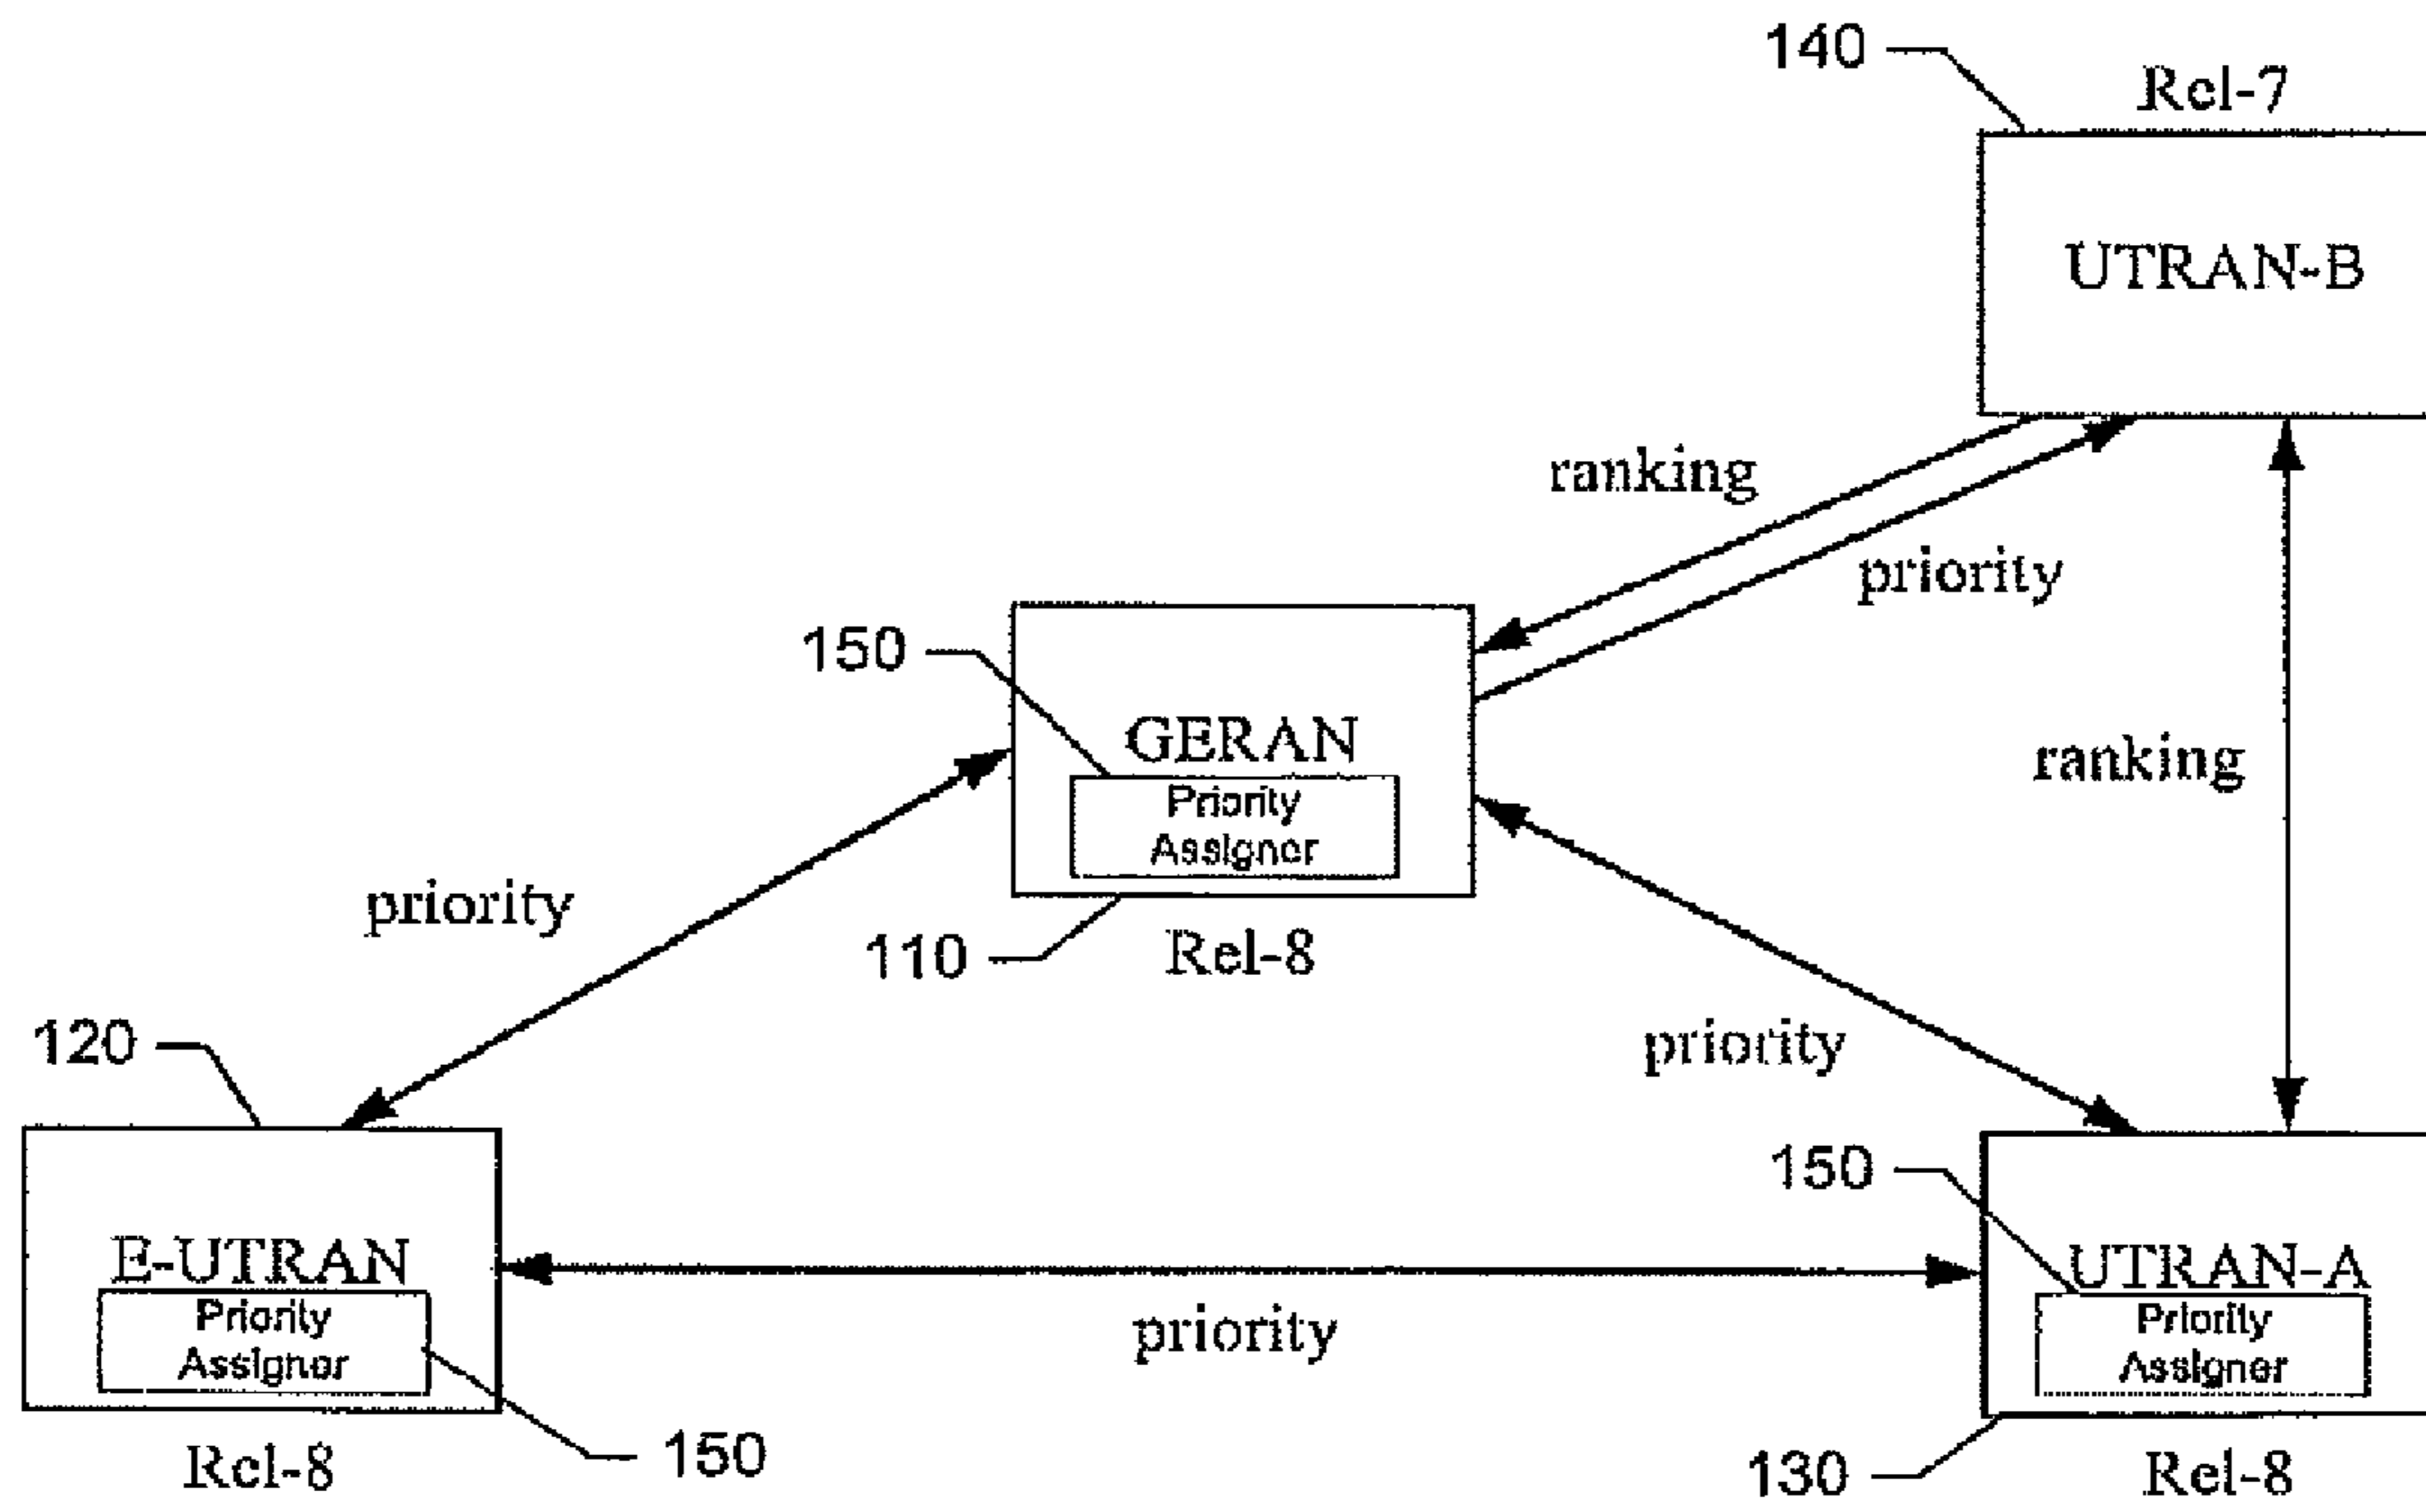 140
Rel-7
UTRAN-B
ranking
priority
150
GERAN
Priority
Assigner
ranking
priority
110
Rel-8
120
priority
150
E-UTRAN
Priority
Assigner
UTRAN-A
Priority
Assigner
priority
150
Rel-8
130
Rel-8